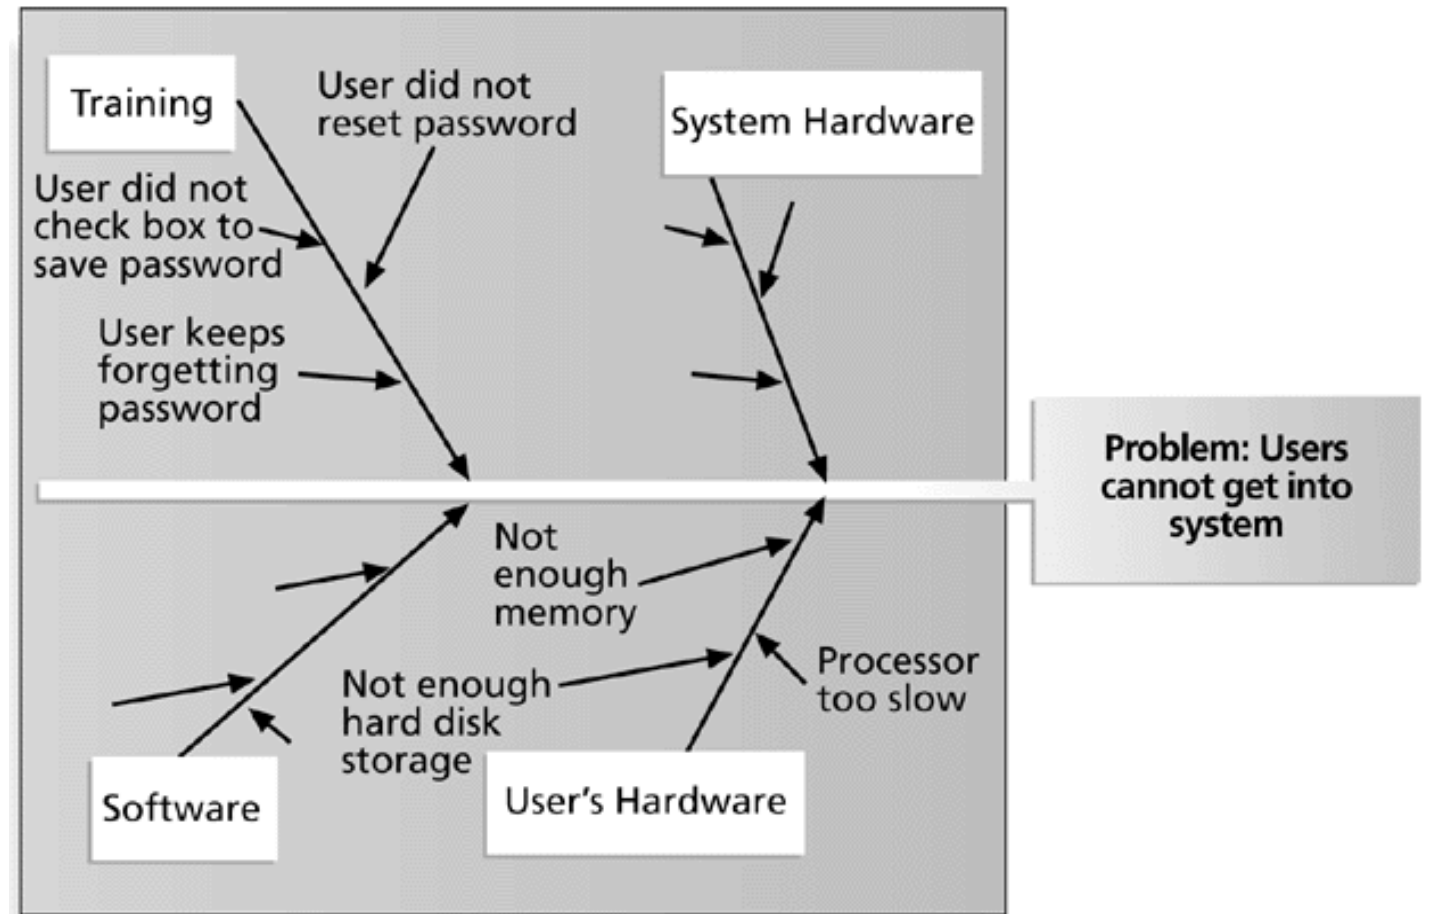 Training
User did not
reset password
System Hardware
User did not
check box to
save password
User keeps
forgetting
password
Problem: Users
cannot get into
system
Not
enough
memory
Processor
too slow
Not enough
hard disk
storage
Software
User's Hardware